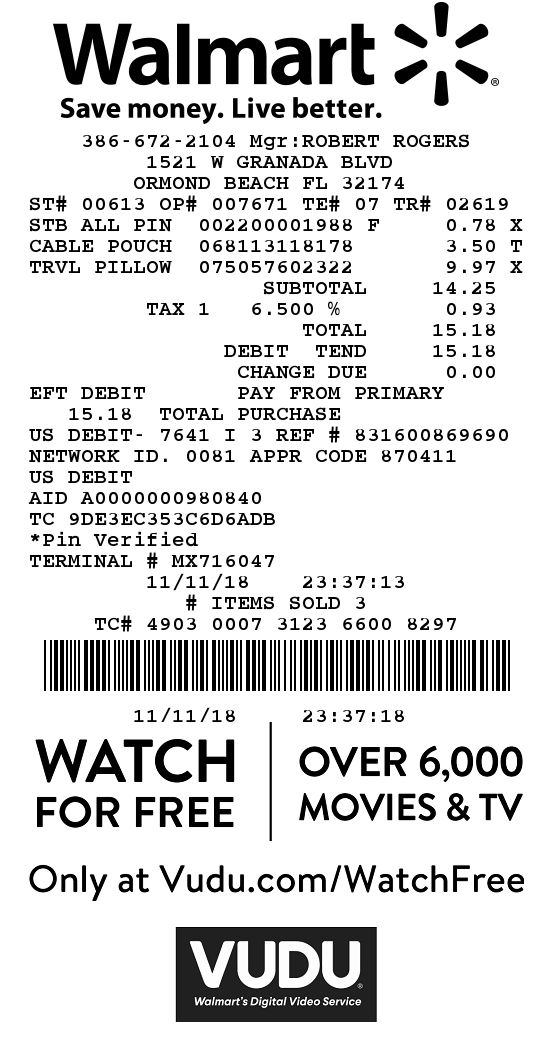 Walmart
Save money. Live better.
386-672-2104 Mgr:ROBERT ROGERS
1521 W GRANADA BLVD
ORMOND BEACH FL 32174
ST# 00613 OP# 007671 TE# 07 TR# 02619
STB ALL PIN 002200001988 F 0.78 X
CABLE POUCH 068113118178 3.50 T
TRVL PILLOW 075057602322 9.97 X
SUBTOTAL 14.25
TAX 1 6.500 % 0.93
TOTAL 15.18
DEBIT TEND 15.18
CHANGE DUE 0.00
EFT DEBIT PAY FROM PRIMARY
15.18 TOTAL PURCHASE
US DEBIT- 7641 I 3 REF # 831600869690
NETWORK ID. 0081 APPR CODE 870411
US DEBIT
AID A0000000980840
TC 9DE3EC353C6D6ADB
*Pin Verified
TERMINAL # MX716047
11/11/18 23:37:13
# ITEMS SOLD 3
TC# 4903 0007 3123 6600 8297
11/11/18 23:37:18
WATCH
FOR FREE
OVER 6,000
MOVIES & TV
Only at Vudu.com/WatchFree
VUDU
Walmart's Digital Video Service